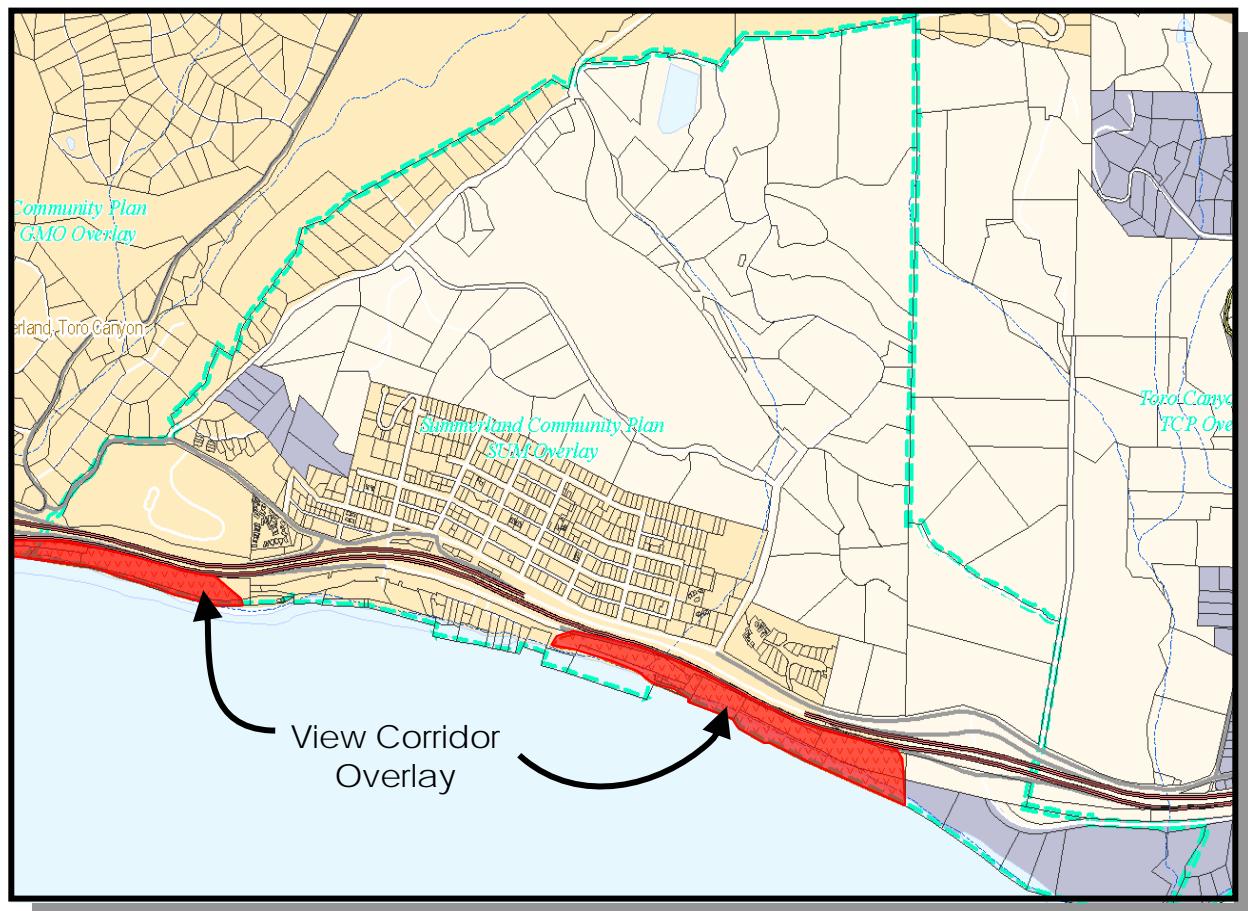 Community Plan
GMO Overlay
erland, Toro Canyon
Summerland Community Plan
SUM Overlay
Toro Canyo
TCP Ove
View Corridor
Overlay